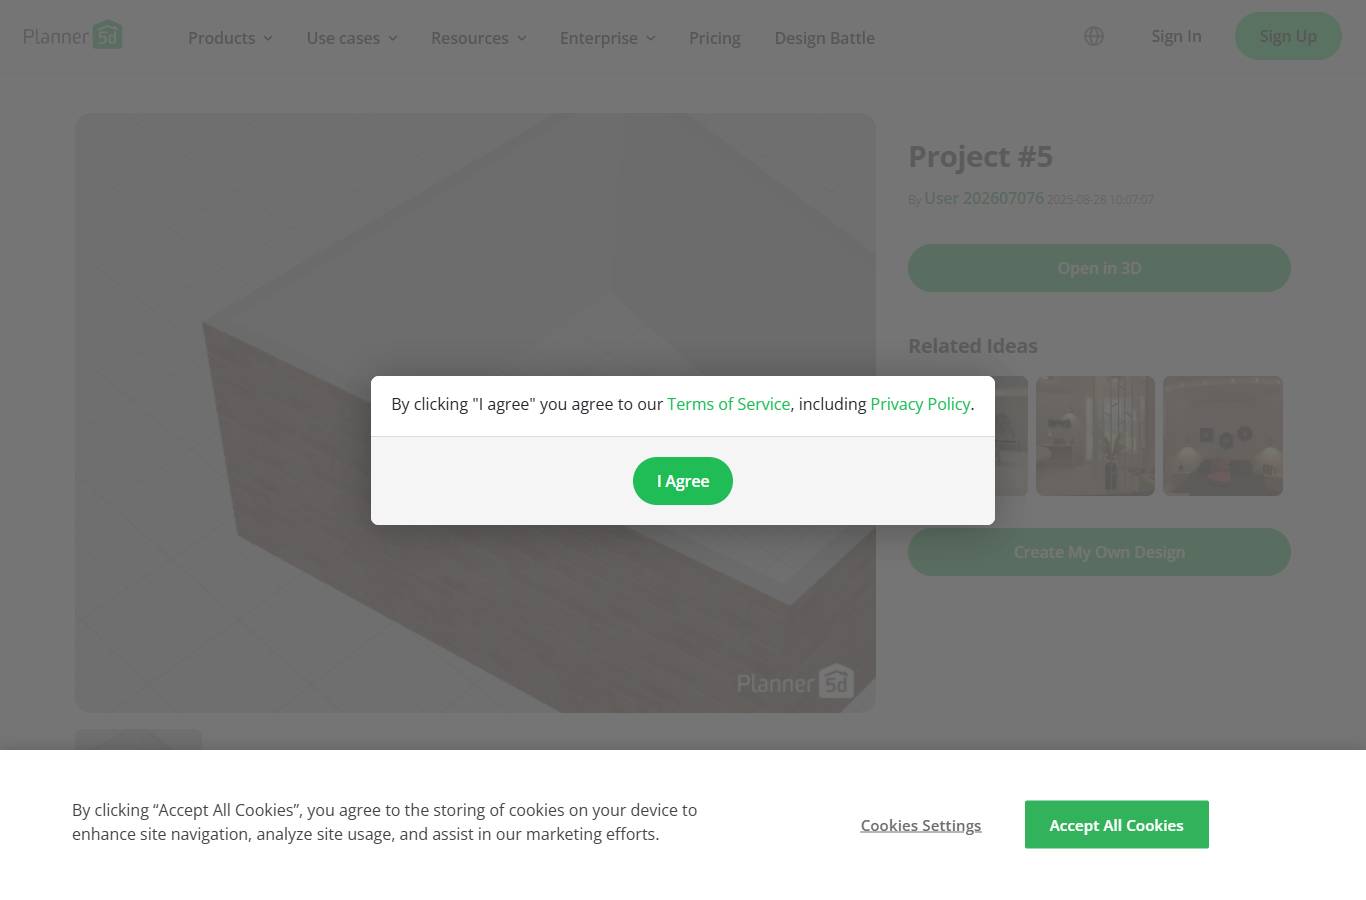 Planner 5d
Products
Use cases
Resources
Enterprise
Pricing
Design Battle
Sign In
Sign Up
Project #5
By User 202607076 2025-08-28 10:07:07
Open in 3D
Related Ideas
By clicking "I agree" you agree to our Terms of Service, including Privacy Policy.
I Agree
Create My Own Design
Planner 5d
By clicking “Accept All Cookies”, you agree to the storing of cookies on your device to
enhance site navigation, analyze site usage, and assist in our marketing efforts.
Cookies Settings
Accept All Cookies